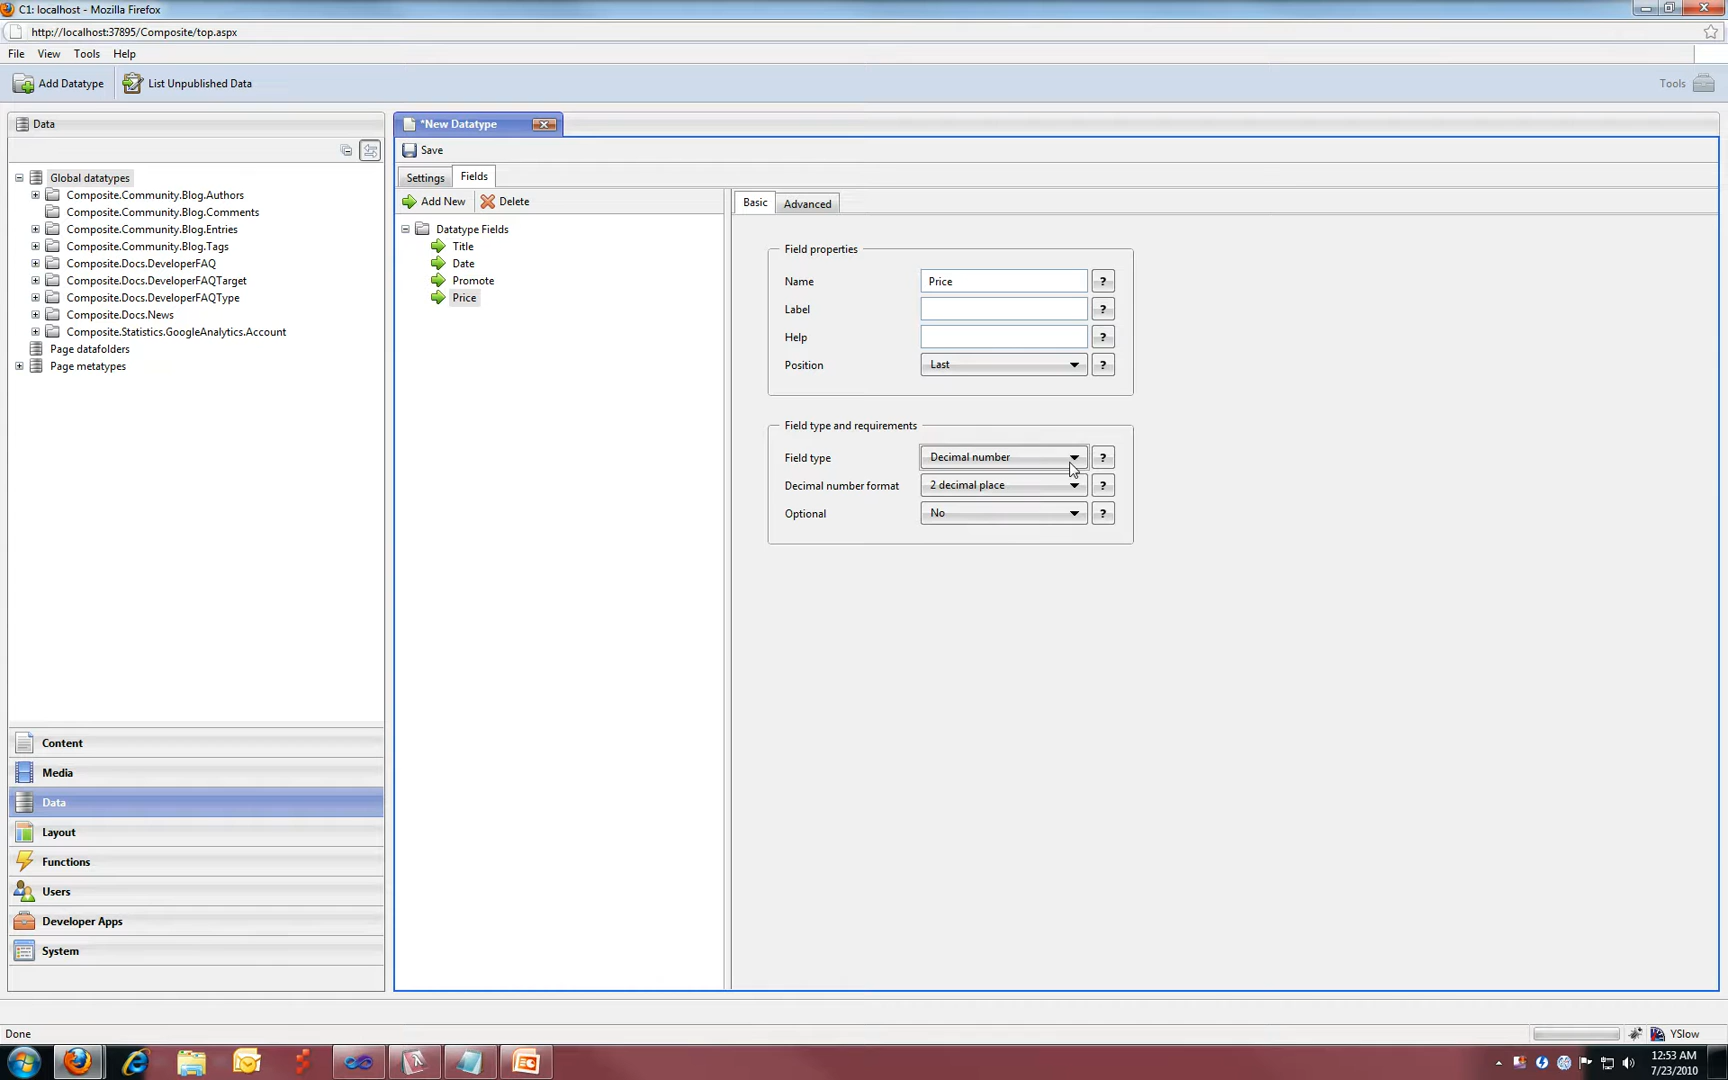 C1: localhost - Mozilla Firefox
http://localhost:37895/Composite/top.aspx
File View Tools Help
Add Datatype List Unpublished Data Tools
Data
*New Datatype
Save
Settings Fields
Add New Delete
Basic Advanced
Global datatypes
Composite.Community.Blog.Authors
Composite.Community.Blog.Comments
Composite.Community.Blog.Entries
Composite.Community.Blog.Tags
Composite.Docs.DeveloperFAQ
Composite.Docs.DeveloperFAQTarget
Composite.Docs.DeveloperFAQType
Composite.Docs.News
Composite.Statistics.GoogleAnalytics.Account
Page datafolders
Page metatypes
Datatype Fields
Title
Date
Promote
Price
Field properties
Name Price ?
Label ?
Help ?
Position Last ?
Field type and requirements
Field type Decimal number ?
Decimal number format 2 decimal place ?
Optional No ?
Content
Media
Data
Layout
Functions
Users
Developer Apps
System
Done
YSlow
12:53 AM
7/23/2010